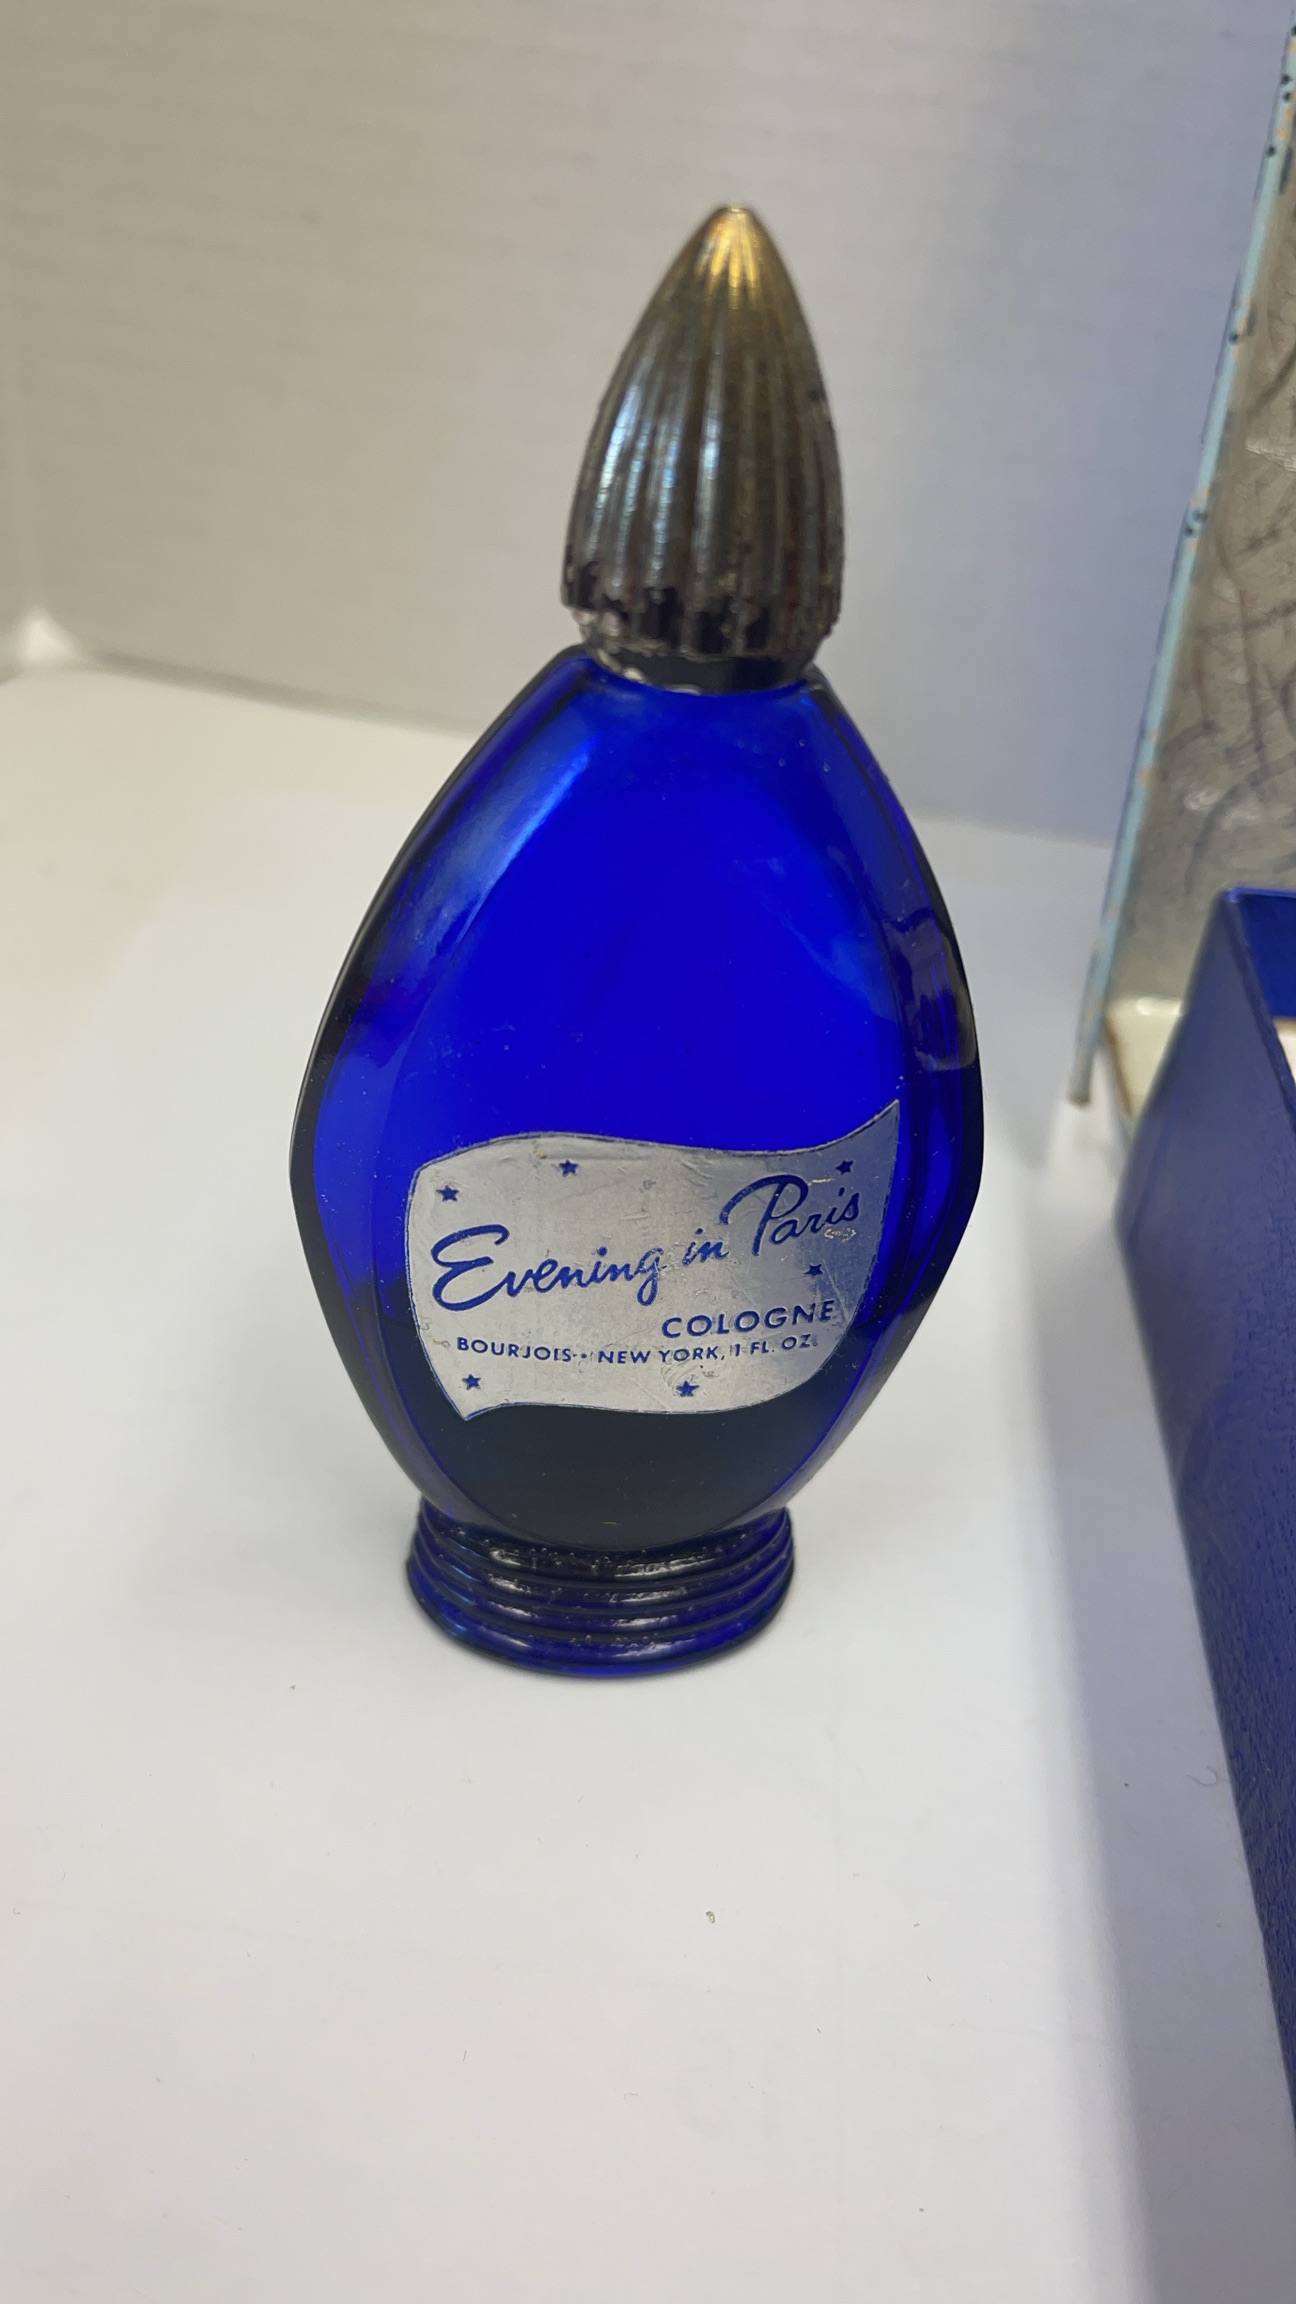 Evening in Paris
COLOGNE
BOURJOIS • NEW YORK, 1 FL. OZ.